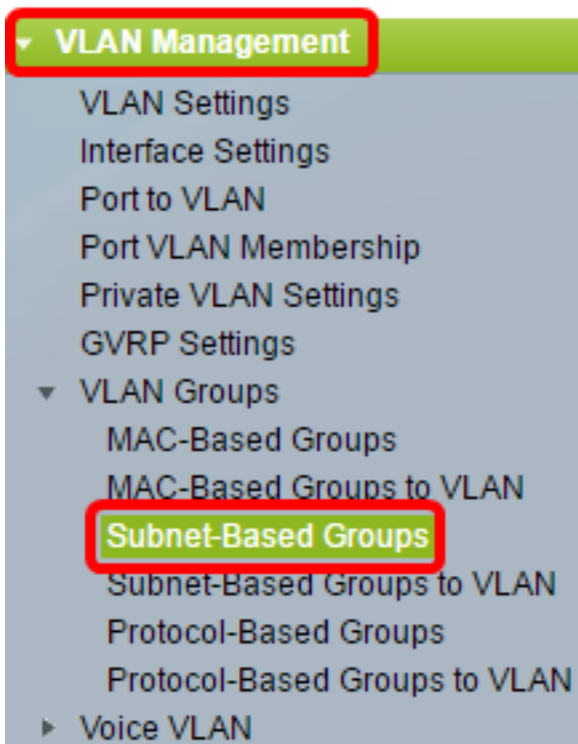 VLAN Management
VLAN Settings
Interface Settings
Port to VLAN
Port VLAN Membership
Private VLAN Settings
GVRP Settings
VLAN Groups
MAC-Based Groups
MAC-Based Groups to VLAN
Subnet-Based Groups
Subnet-Based Groups to VLAN
Protocol-Based Groups
Protocol-Based Groups to VLAN
Voice VLAN